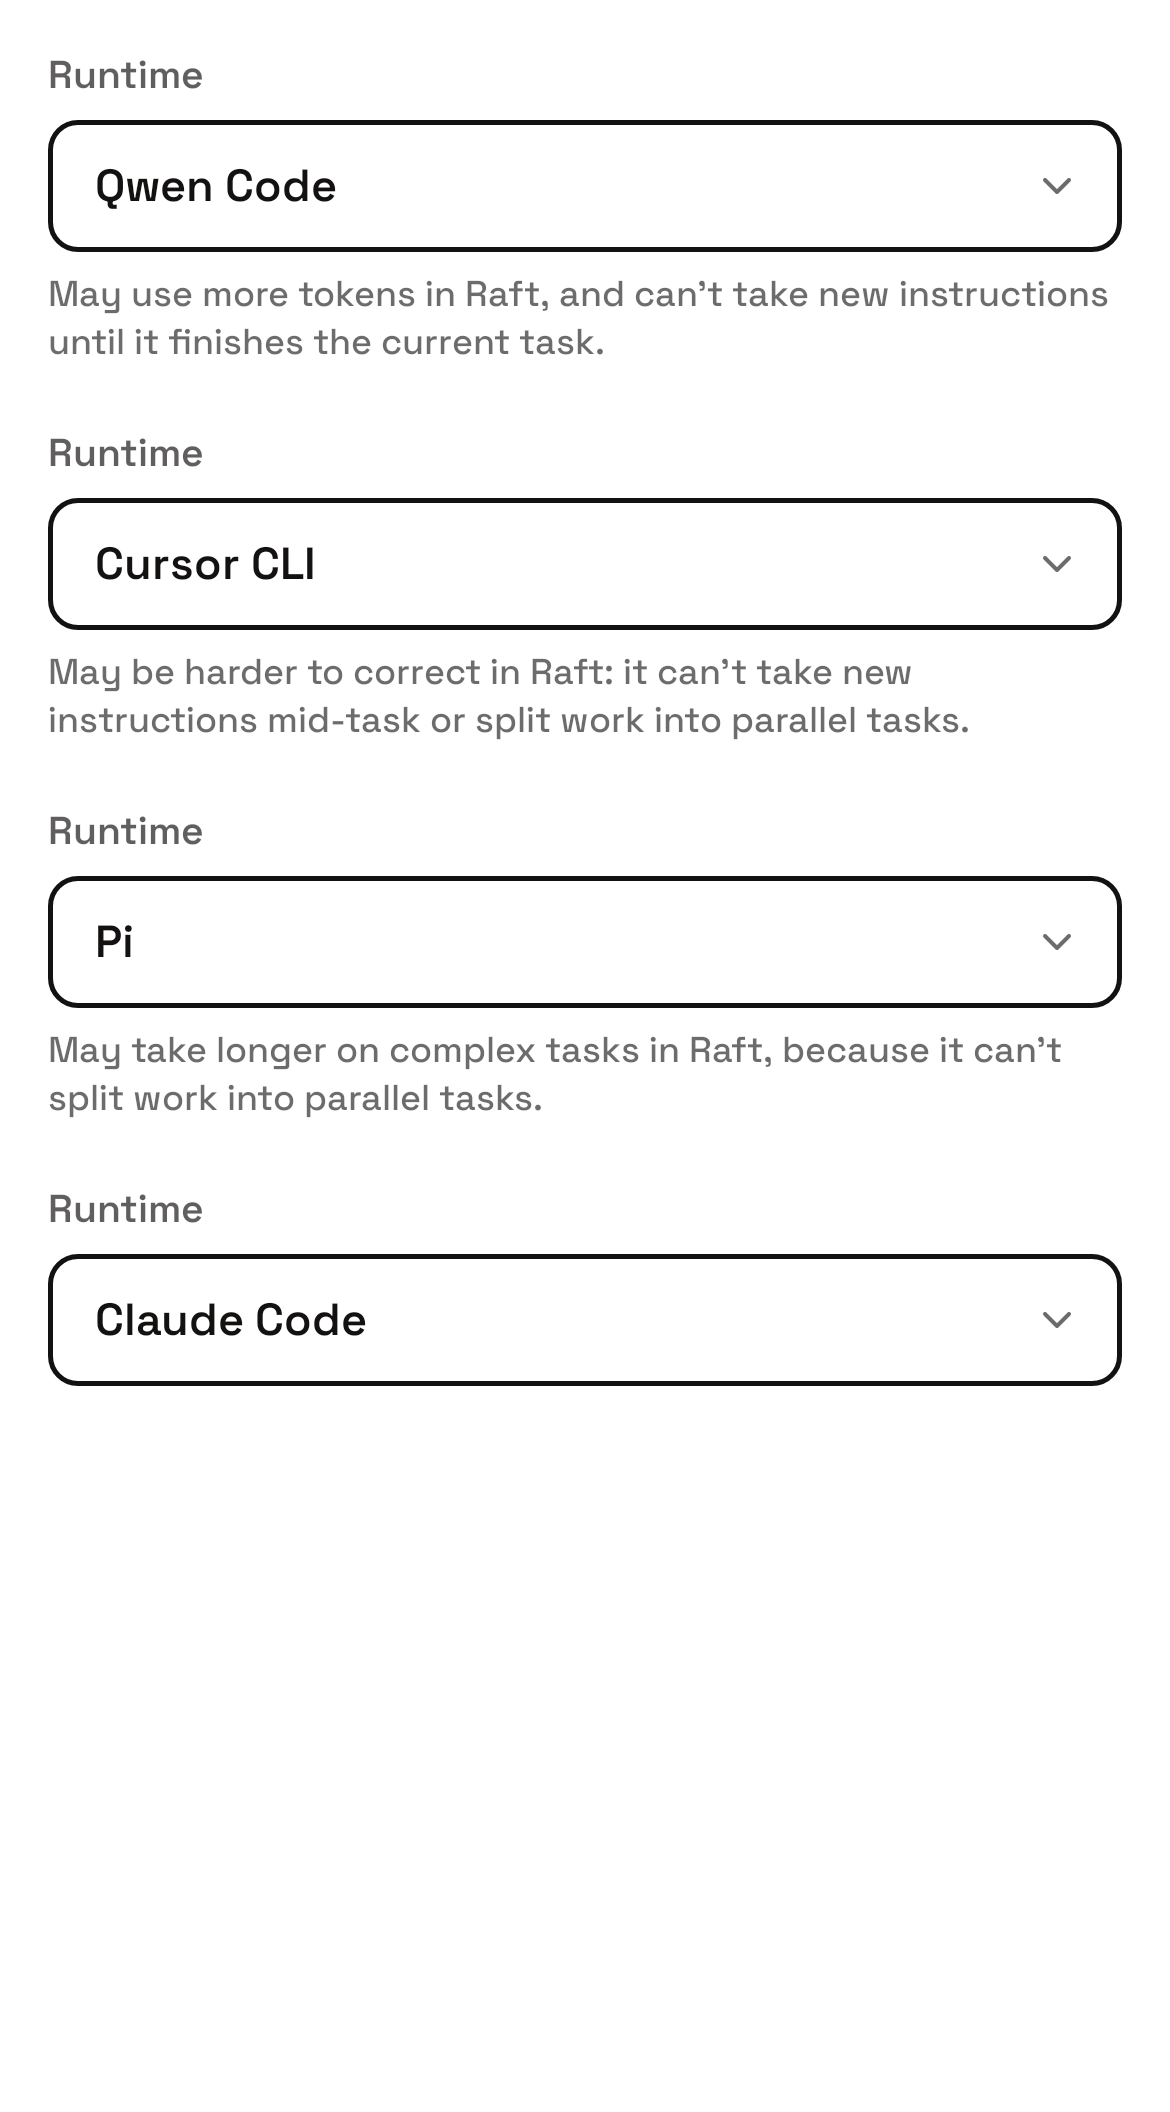 Runtime
Qwen Code
May use more tokens in Raft, and can’t take new instructions
until it finishes the current task.
Runtime
Cursor CLI
May be harder to correct in Raft: it can’t take new
instructions mid-task or split work into parallel tasks.
Runtime
Pi
May take longer on complex tasks in Raft, because it can’t
split work into parallel tasks.
Runtime
Claude Code